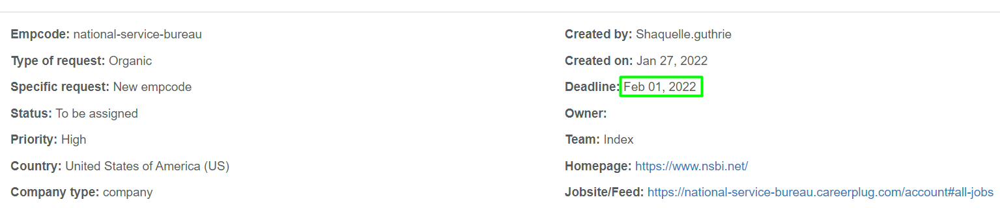 Empcode: national-service-bureau
Type of request: Organic
Specific request: New empcode
Status: To be assigned
Priority: High
Country: United States of America (US)
Company type: company
Created by: Shaquelle.guthrie
Created on: Jan 27, 2022
Deadline: Feb 01, 2022
Owner:
Team: Index
Homepage: https://www.nsbi.net/
Jobsite/Feed: https://national-service-bureau.careerplug.com/account#all-jobs